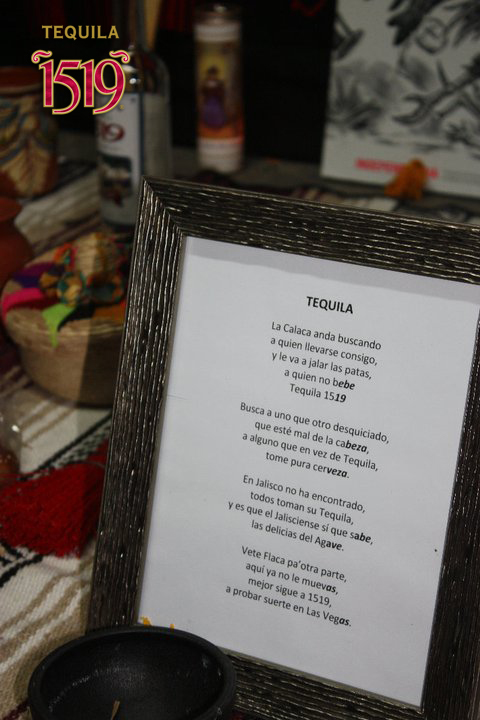 TEQUILA
1519
19
INDEPENDENCIA
TEQUILA
La Calaca anda buscando
a quien llevarse consigo,
y le va a jalar las patas,
a quien no bebe
Tequila 1519
Busca a uno que otro desquiciado,
que esté mal de la cabeza,
a alguno que en vez de Tequila,
tome pura cerveza.
En Jalisco no ha encontrado,
todos toman su Tequila,
y es que el Jalisciense sí que sabe,
las delicias del Agave.
Vete Flaca pa´otra parte,
aquí ya no le muevas,
mejor sigue a 1519,
a probar suerte en Las Vegas.